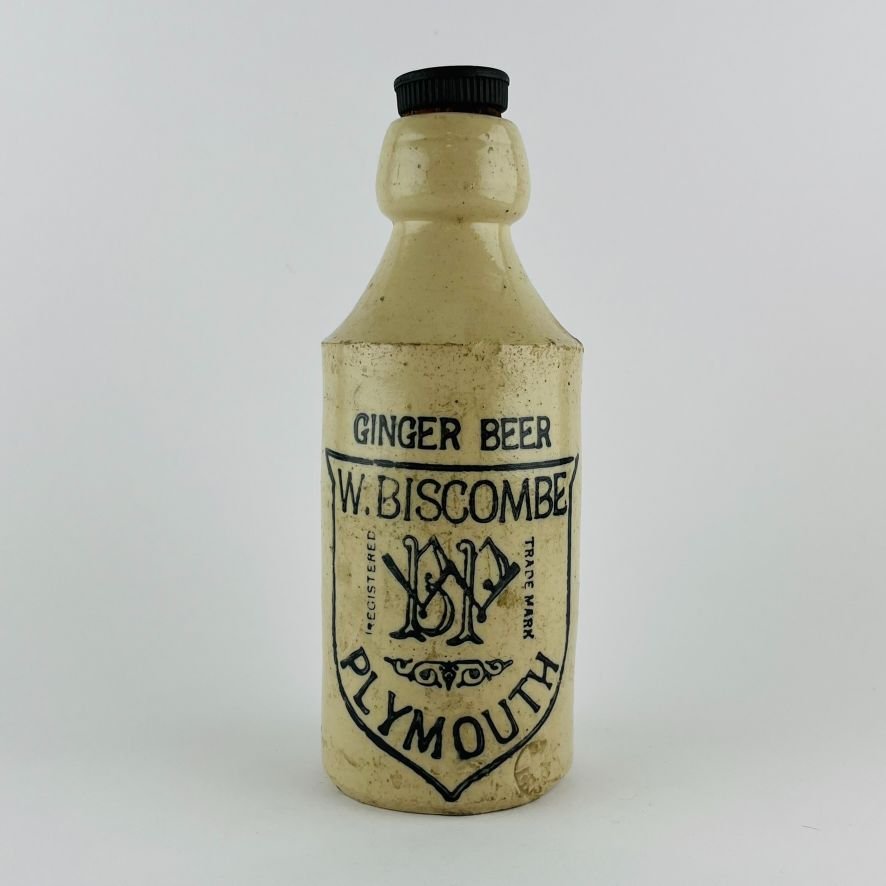 GINGER BEER
W. BISCOMBE
REGISTERED
TRADE MARK
PLYMOUTH